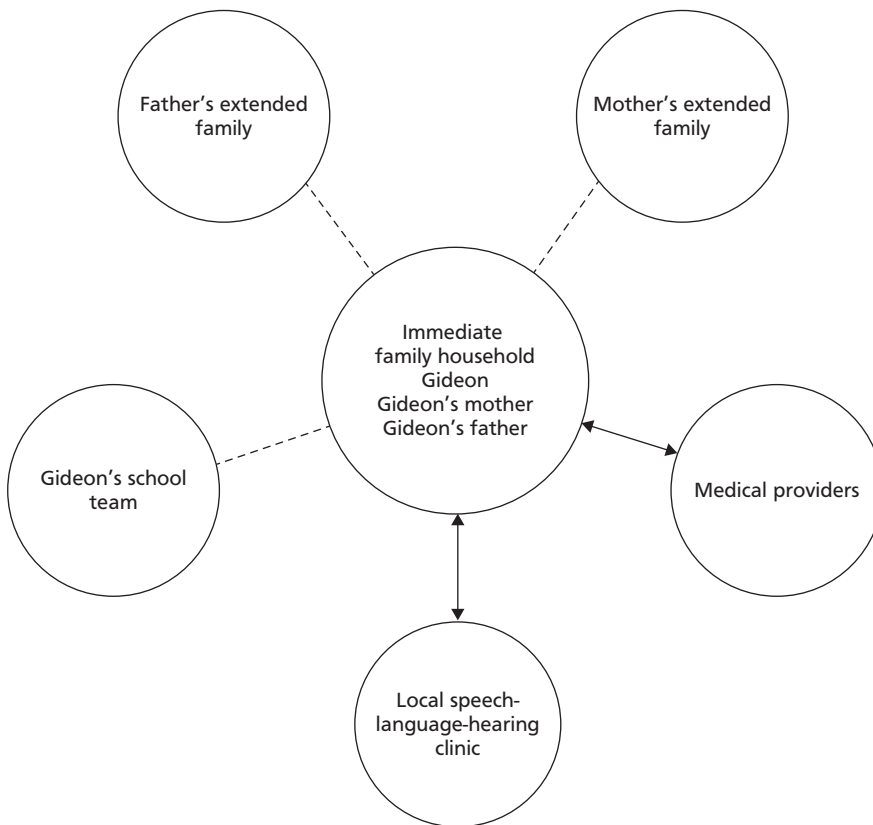 Father's extended
family
Mother's extended
family
Immediate
family household
Gideon
Gideon's mother
Gideon's father
Gideon's school
team
Medical providers
Local speech-
language-hearing
clinic